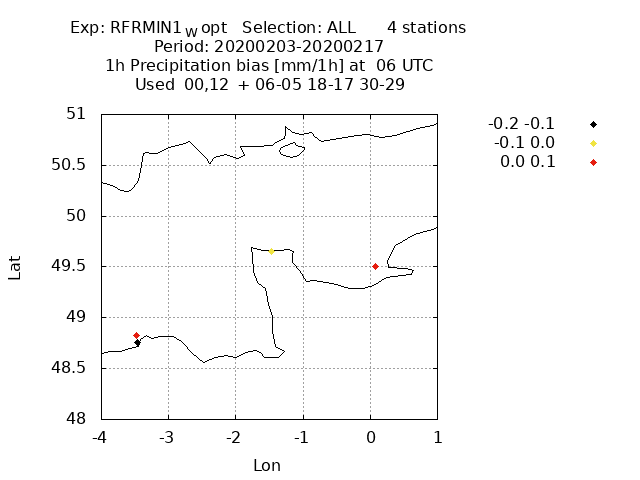 Exp: RFRMIN1wopt Selection: ALL 4 stations
Period: 20200203-20200217
1h Precipitation bias [mm/1h] at 06 UTC
Used 00,12 + 06-05 18-17 30-29
-0.2 -0.1
-0.1 0.0
0.0 0.1
51
50.5
50
49.5
49
48.5
48
Lat
-4 -3 -2 -1 0 1
Lon